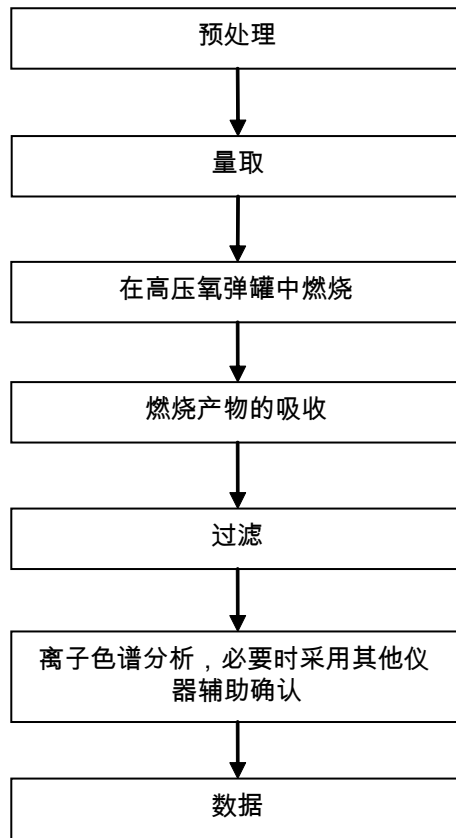 预处理
量取
在高压氧弹罐中燃烧
燃烧产物的吸收
过滤
离子色谱分析，必要时采用其他仪
器辅助确认
数据